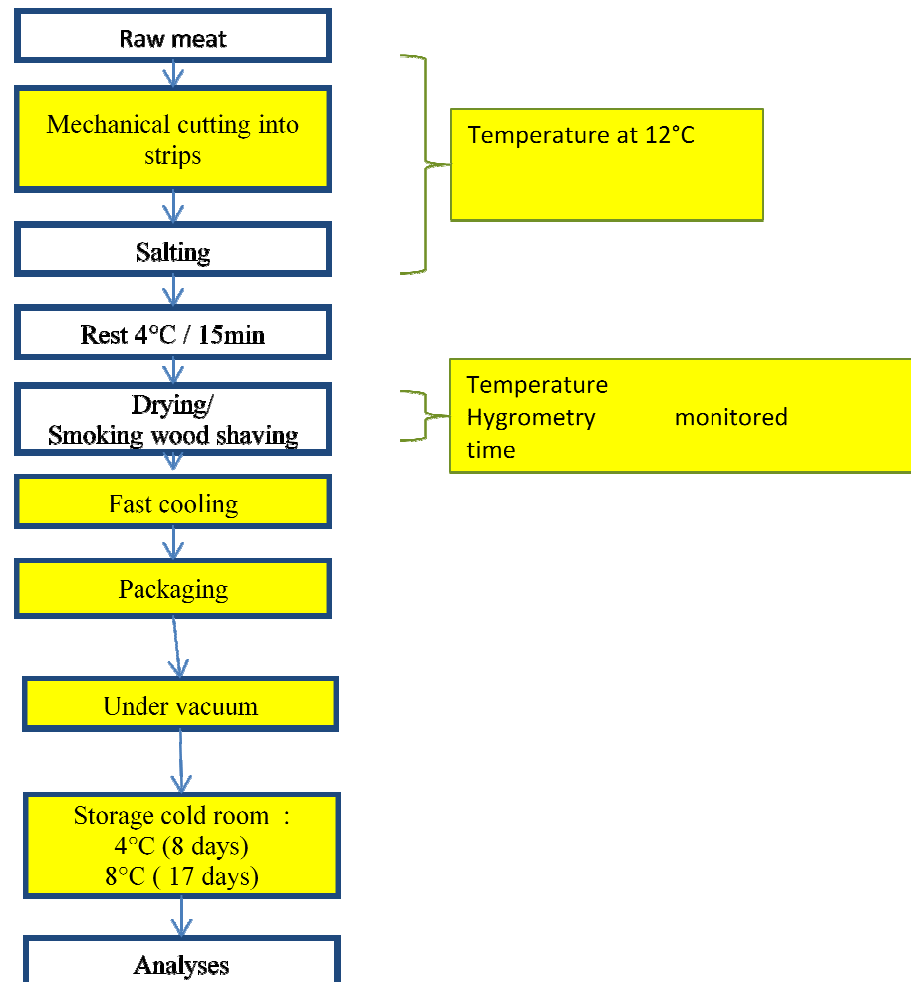 Raw meat
Mechanical cutting into
strips
Temperature at 12°C
Salting
Rest 4°C / 15min
Drying/
Smoking wood shaving
Temperature
Hygrometry monitored
time
Fast cooling
Packaging
Under vacuum
Storage cold room :
4°C (8 days)
8°C ( 17 days)
Analyses